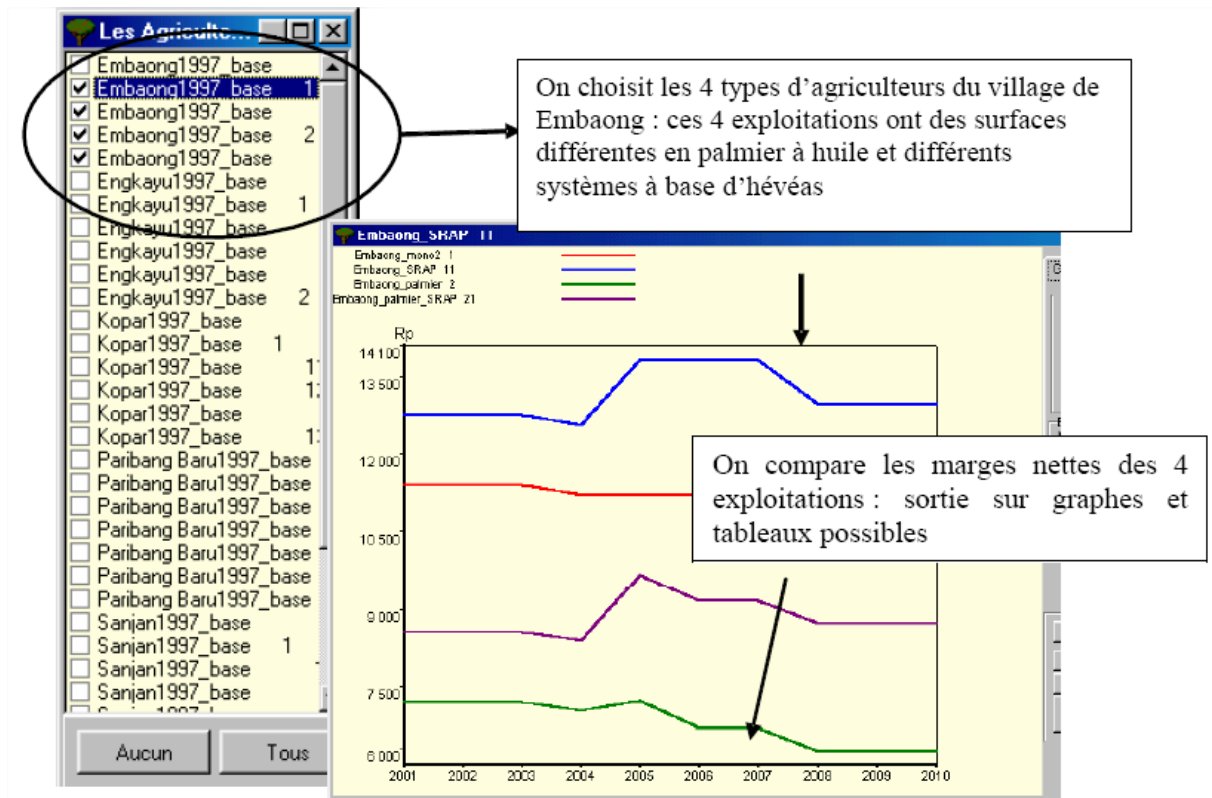 Les Agriculte...
Embaong1997_base
Embaong1997_base 1
Embaong1997_base
Embaong1997_base 2
Embaong1997_base
Engkayu1997_base
Engkayu1997_base 1
Engkayu1997_base
Engkayu1997_base
Engkayu1997_base
Engkayu1997_base 2
Kopar1997_base
Kopar1997_base 1
Kopar1997_base
Kopar1997_base
Kopar1997_base
Kopar1997_base
Paribang Baru1997_base
Paribang Baru1997_base
Paribang Baru1997_base
Paribang Baru1997_base
Paribang Baru1997_base
Paribang Baru1997_base
Paribang Baru1997_base
Sanjan1997_base
Sanjan1997_base 1
Sanjan1997_base
Sanjan1997_base
Aucun Tous
On choisit les 4 types d'agriculteurs du village de
Embaong : ces 4 exploitations ont des surfaces
différentes en palmier à huile et différents
systèmes à base d'hévéas
Embaong_SRAP 11
Embaong_mono2 1
Embaong_SRAP 11
Embaong_palmier 2
Embaong_palmier_SRAP 21
Rp
14 100
13 500
12 000
10 500
9 000
7 500
6 000
2001 2002 2003 2004 2005 2006 2007 2008 2009 2010
On compare les marges nettes des 4
exploitations : sortie sur graphes et
tableaux possibles